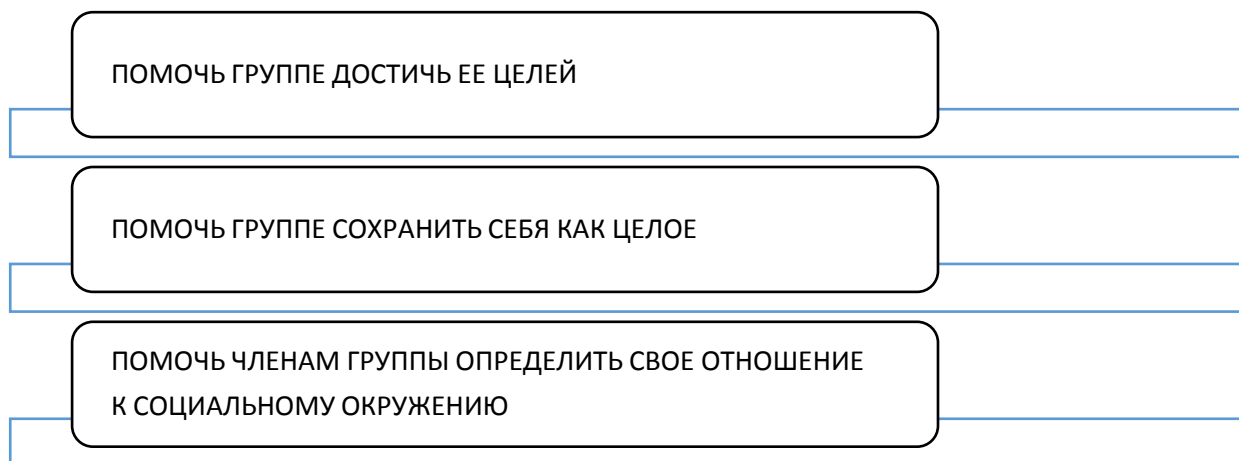 ПОМОЧЬ ГРУППЕ ДОСТИЧЬ ЕЕ ЦЕЛЕЙ
ПОМОЧЬ ГРУППЕ СОХРАНИТЬ СЕБЯ КАК ЦЕЛОЕ
ПОМОЧЬ ЧЛЕНАМ ГРУППЫ ОПРЕДЕЛИТЬ СВОЕ ОТНОШЕНИЕ
К СОЦИАЛЬНОМУ ОКРУЖЕНИЮ